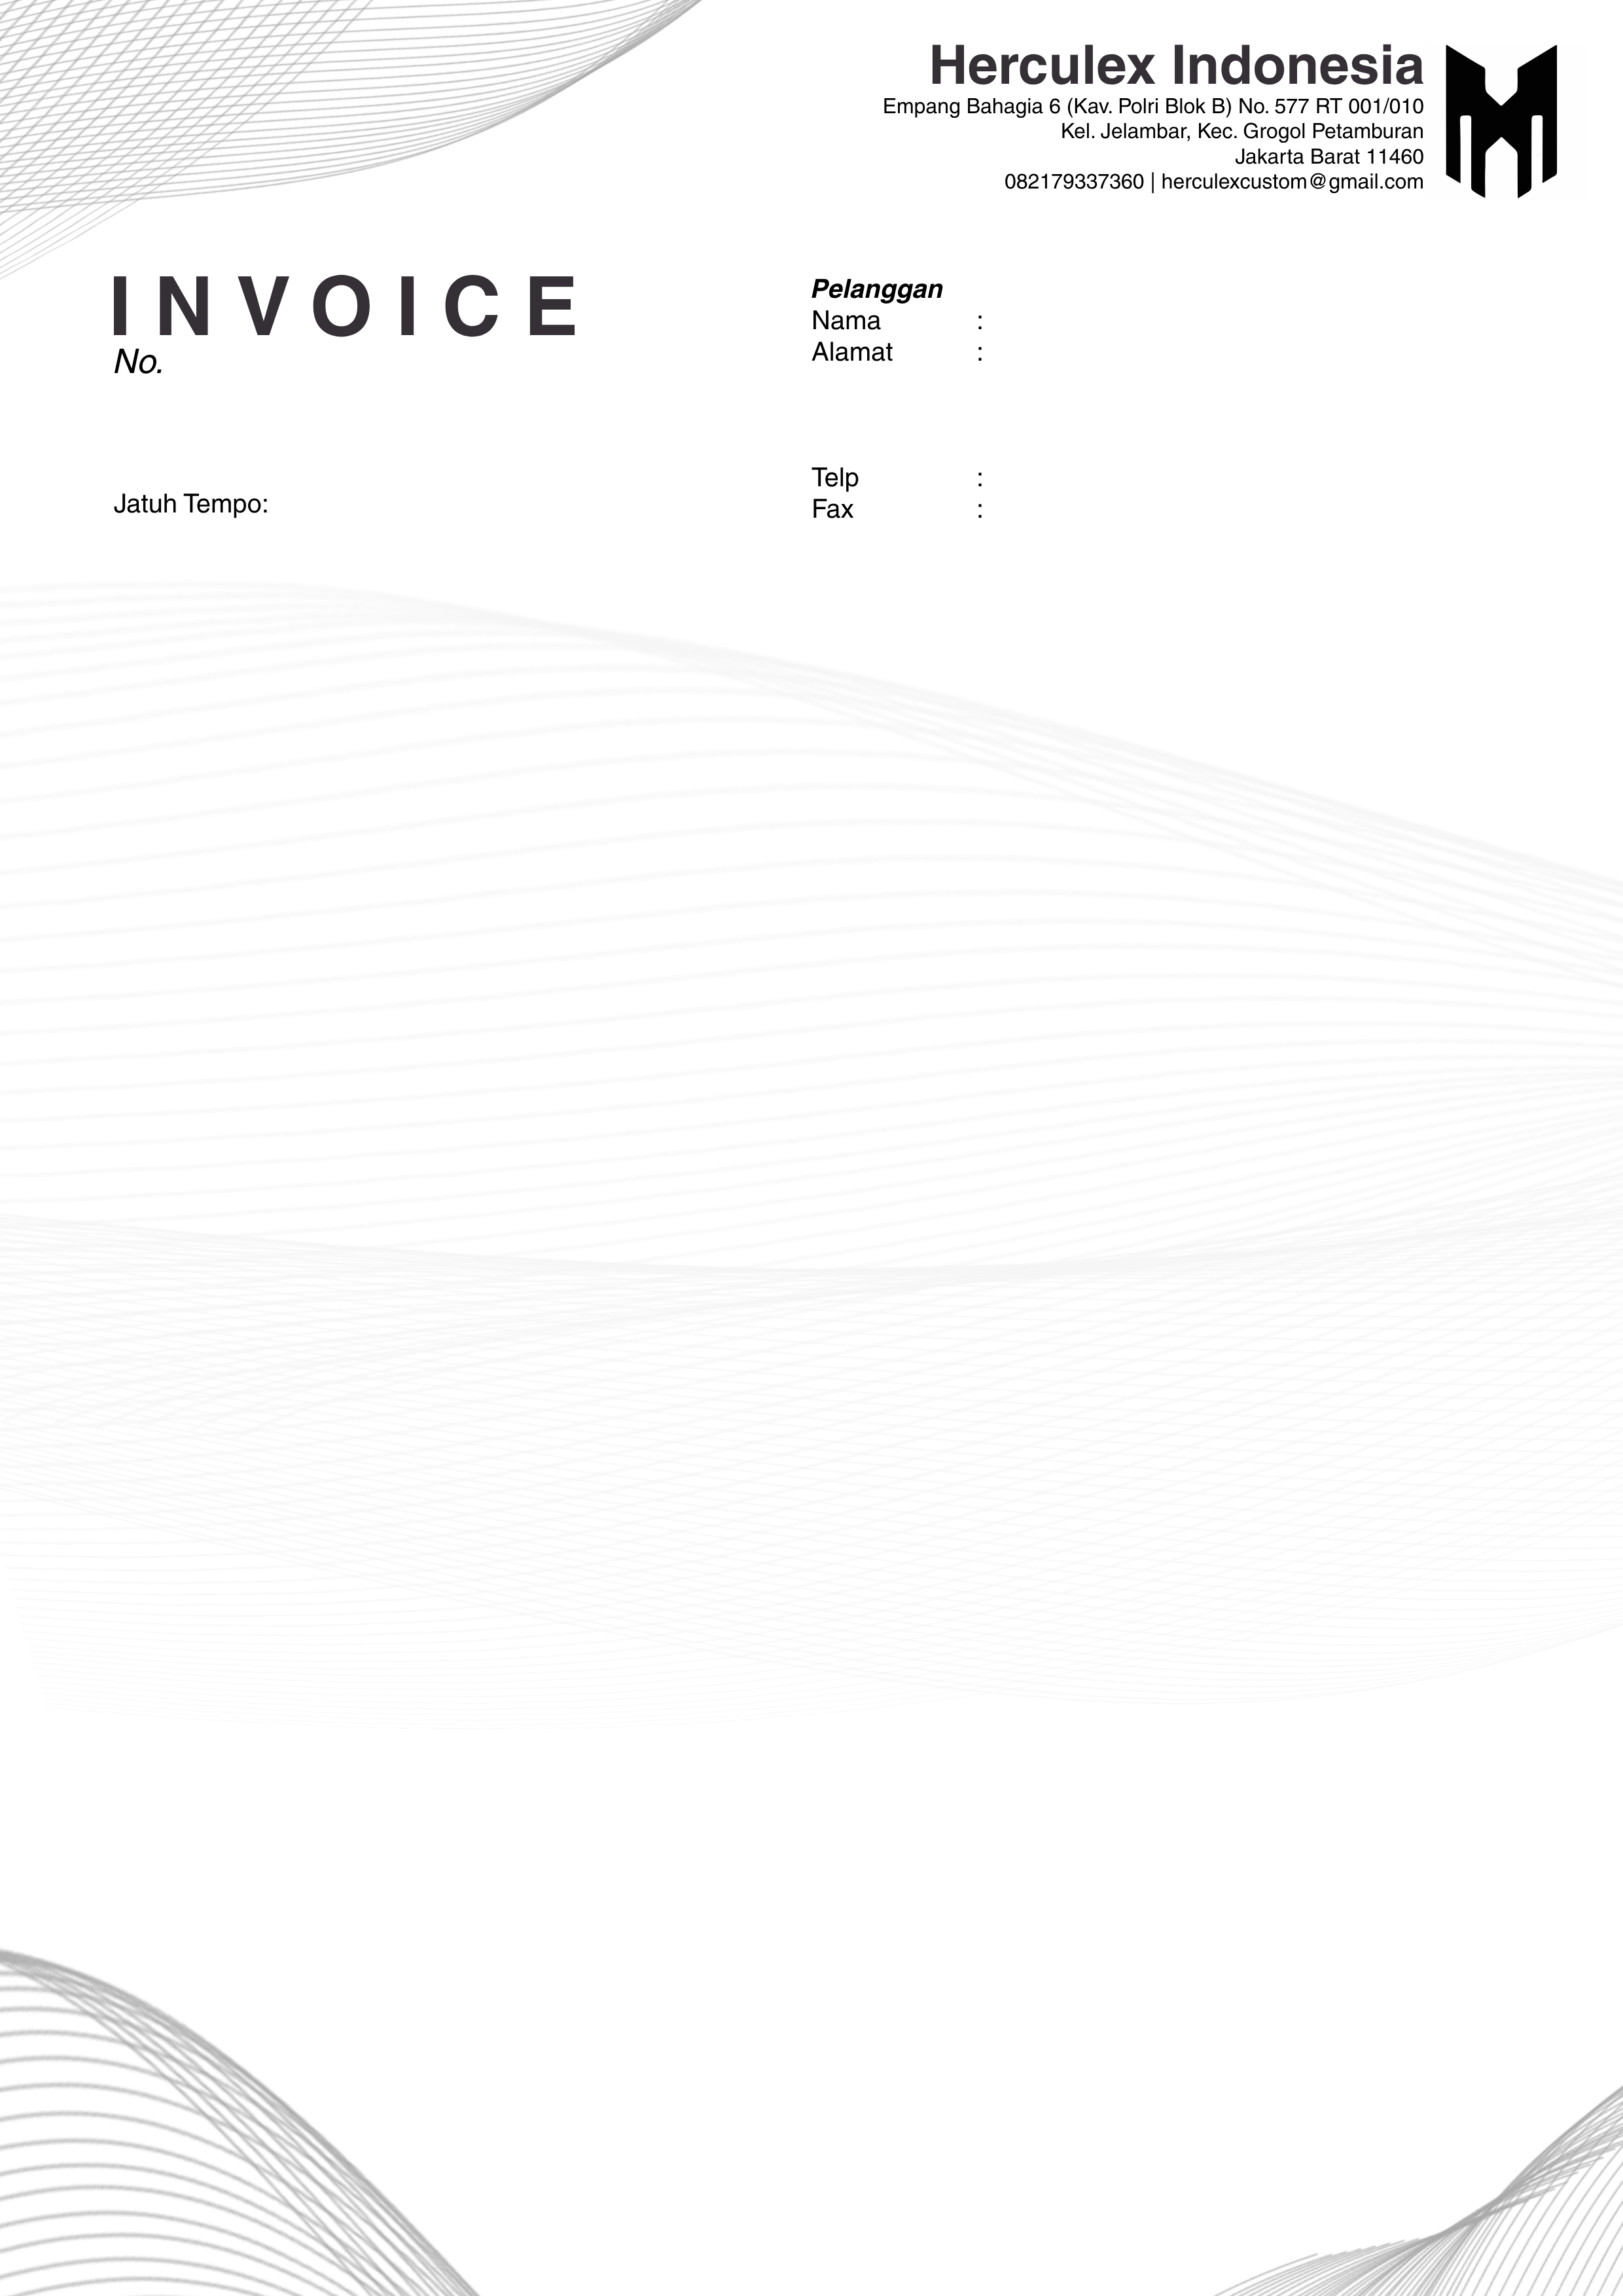 Herculex Indonesia
Empang Bahagia 6 (Kav. Polri Blok B) No. 577 RT 001/010
Kel. Jelambar, Kec. Grogol Petamburan
Jakarta Barat 11460
082179337360 | herculexcustom@gmail.com
INVOICE
No.
Jatuh Tempo:
Pelanggan
Nama :
Alamat :
Telp :
Fax :